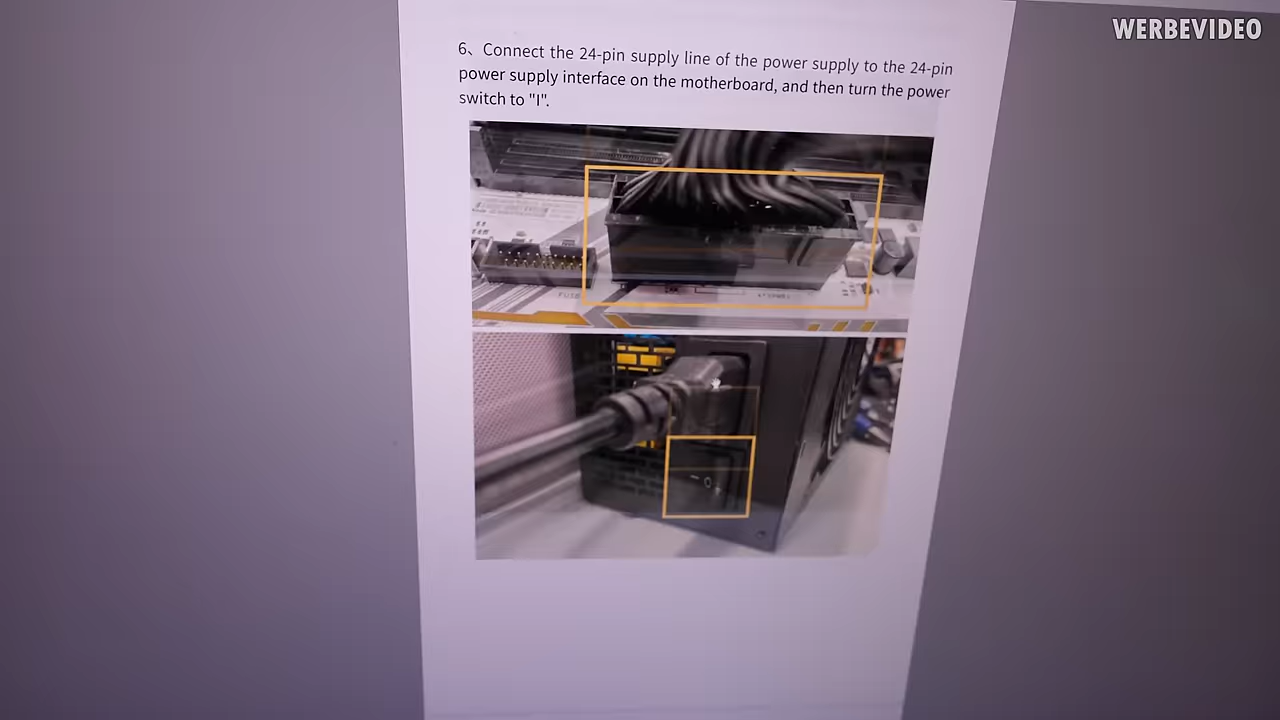 WERBEVIDEO
6、Connect the 24-pin supply line of the power supply to the 24-pin
power supply interface on the motherboard, and then turn the power
switch to "I".